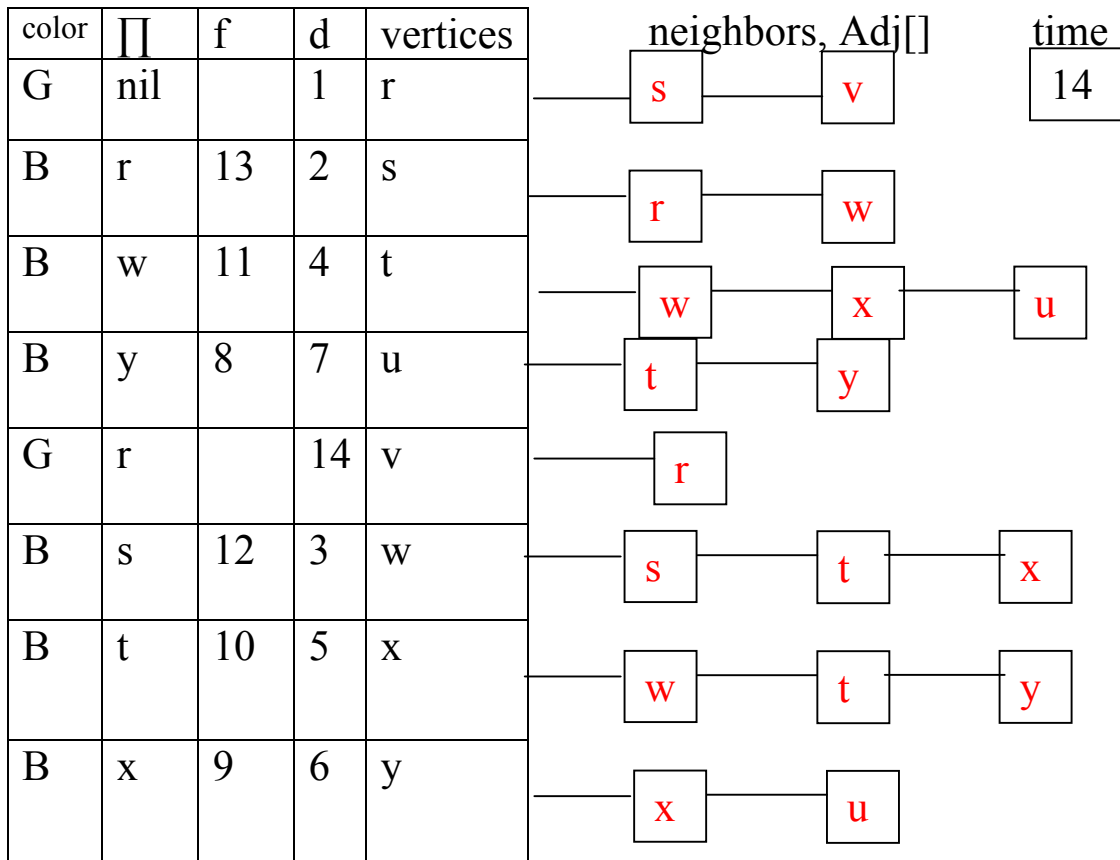 color ∏ f d vertices neighbors, Adj[] time
G nil 1 r s v 14
B r 13 2 s r w
B w 11 4 t w x u
B y 8 7 u t y
G r 14 v r
B s 12 3 w s t x
B t 10 5 x w t y
B x 9 6 y x u